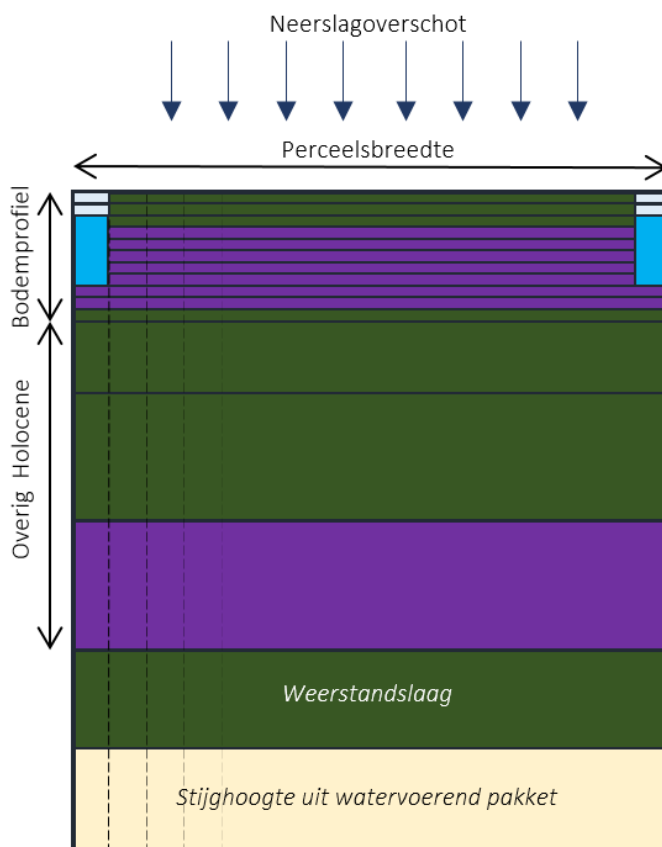 Neerslagoverschot
Perceelsbreedte
Bodemprofiel
Overig Holocene
Weerstandslaag
Stijghoogte uit watervoerend pakket